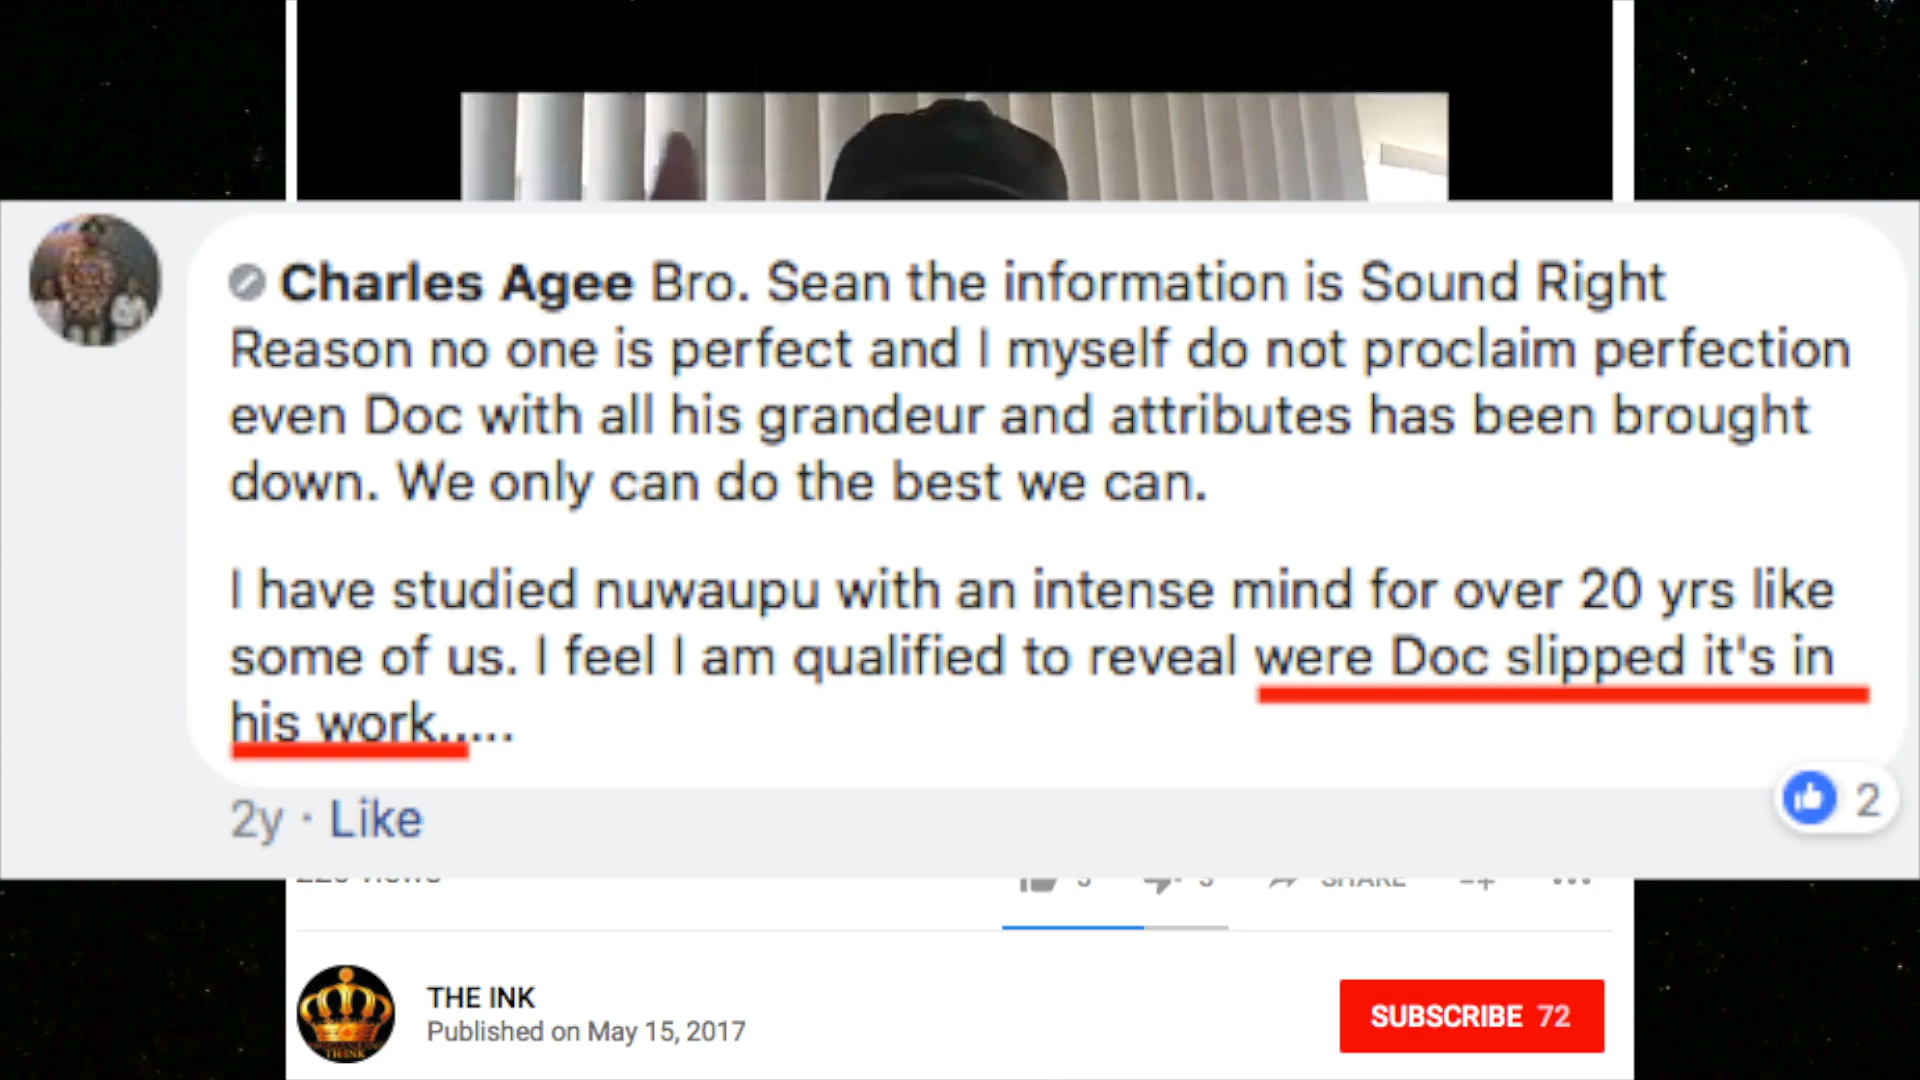 Charles Agee Bro. Sean the information is Sound Right
Reason no one is perfect and I myself do not proclaim perfection
even Doc with all his grandeur and attributes has been brought
down. We only can do the best we can.
I have studied nuwaupu with an intense mind for over 20 yrs like
some of us. I feel I am qualified to reveal were Doc slipped it's in
his work.....
2y · Like
2
SHARE
THE INK
Published on May 15, 2017
SUBSCRIBE 72